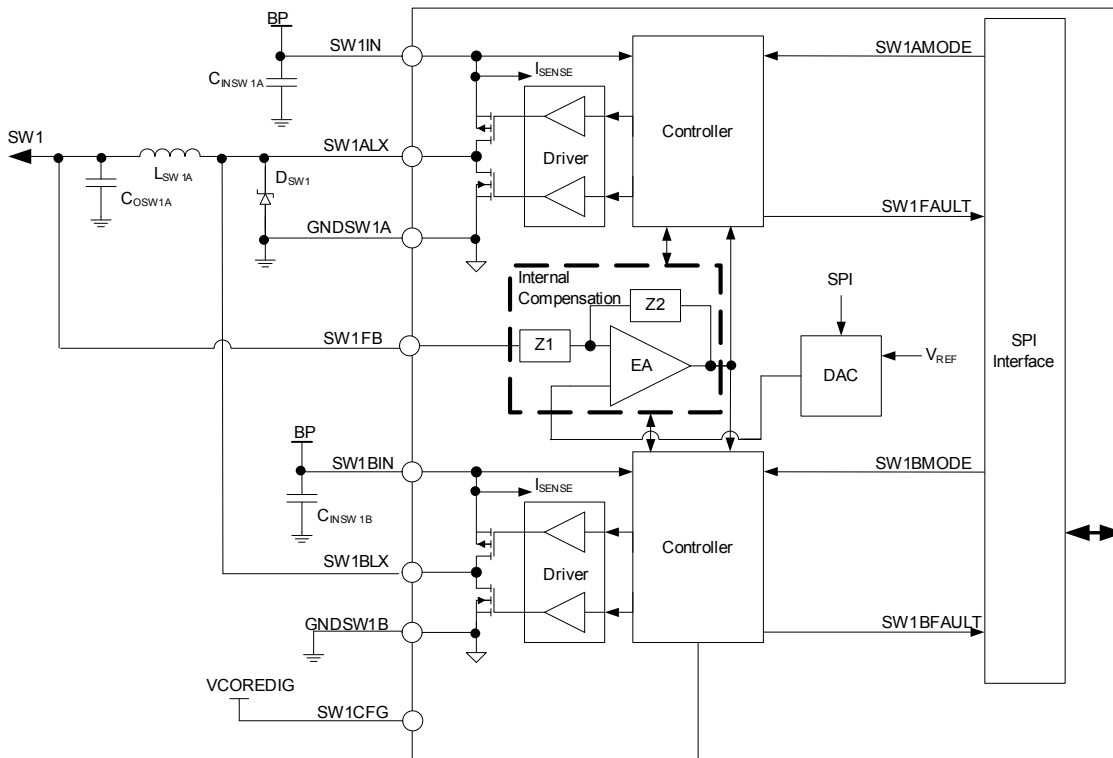 BP
SW1IN
SW1AMODE
CINSW1A
ISENSE
Controller
SPI
Interface
SW1
SW1ALX
Driver
LSW1A
DSW1
COSW1A
SW1FAULT
GNDSW1A
Internal
Compensation
SPI
Z2
SW1FB
Z1
EA
VREF
DAC
BP
SW1BIN
SW1BMODE
ISENSE
CINSW1B
Controller
SW1BLX
Driver
GNDSW1B
SW1BFAULT
VCOREDIG
SW1CFG